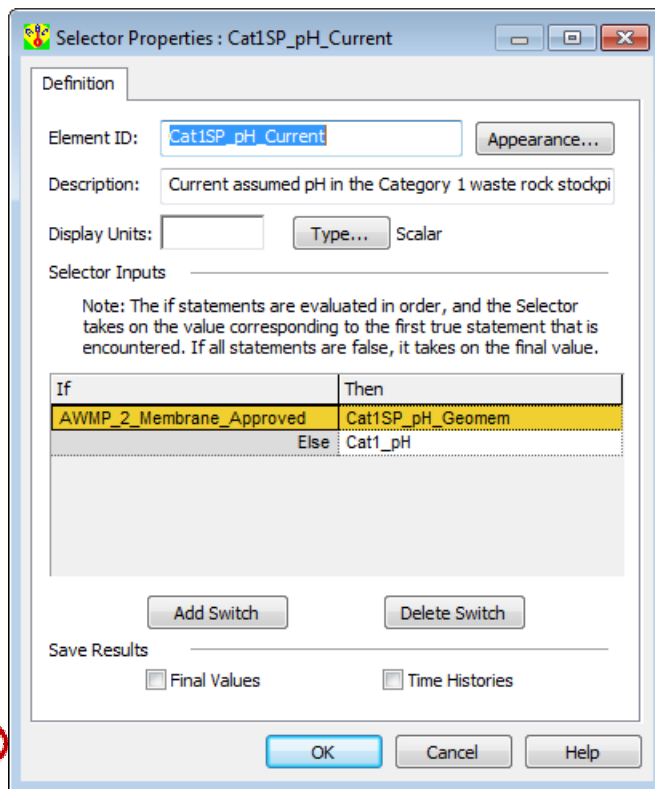 Selector Properties : Cat1SP_pH_Current
Definition
Element ID: Cat1SP_pH_Current Appearance...
Description: Current assumed pH in the Category 1 waste rock stockpi
Display Units: Type... Scalar
Selector Inputs
Note: The if statements are evaluated in order, and the Selector
takes on the value corresponding to the first true statement that is
encountered. If all statements are false, it takes on the final value.
If Then
AWMP_2_Membrane_Approved Cat1SP_pH_Geomem
Else Cat1_pH
Add Switch Delete Switch
Save Results
Final Values Time Histories
OK Cancel Help